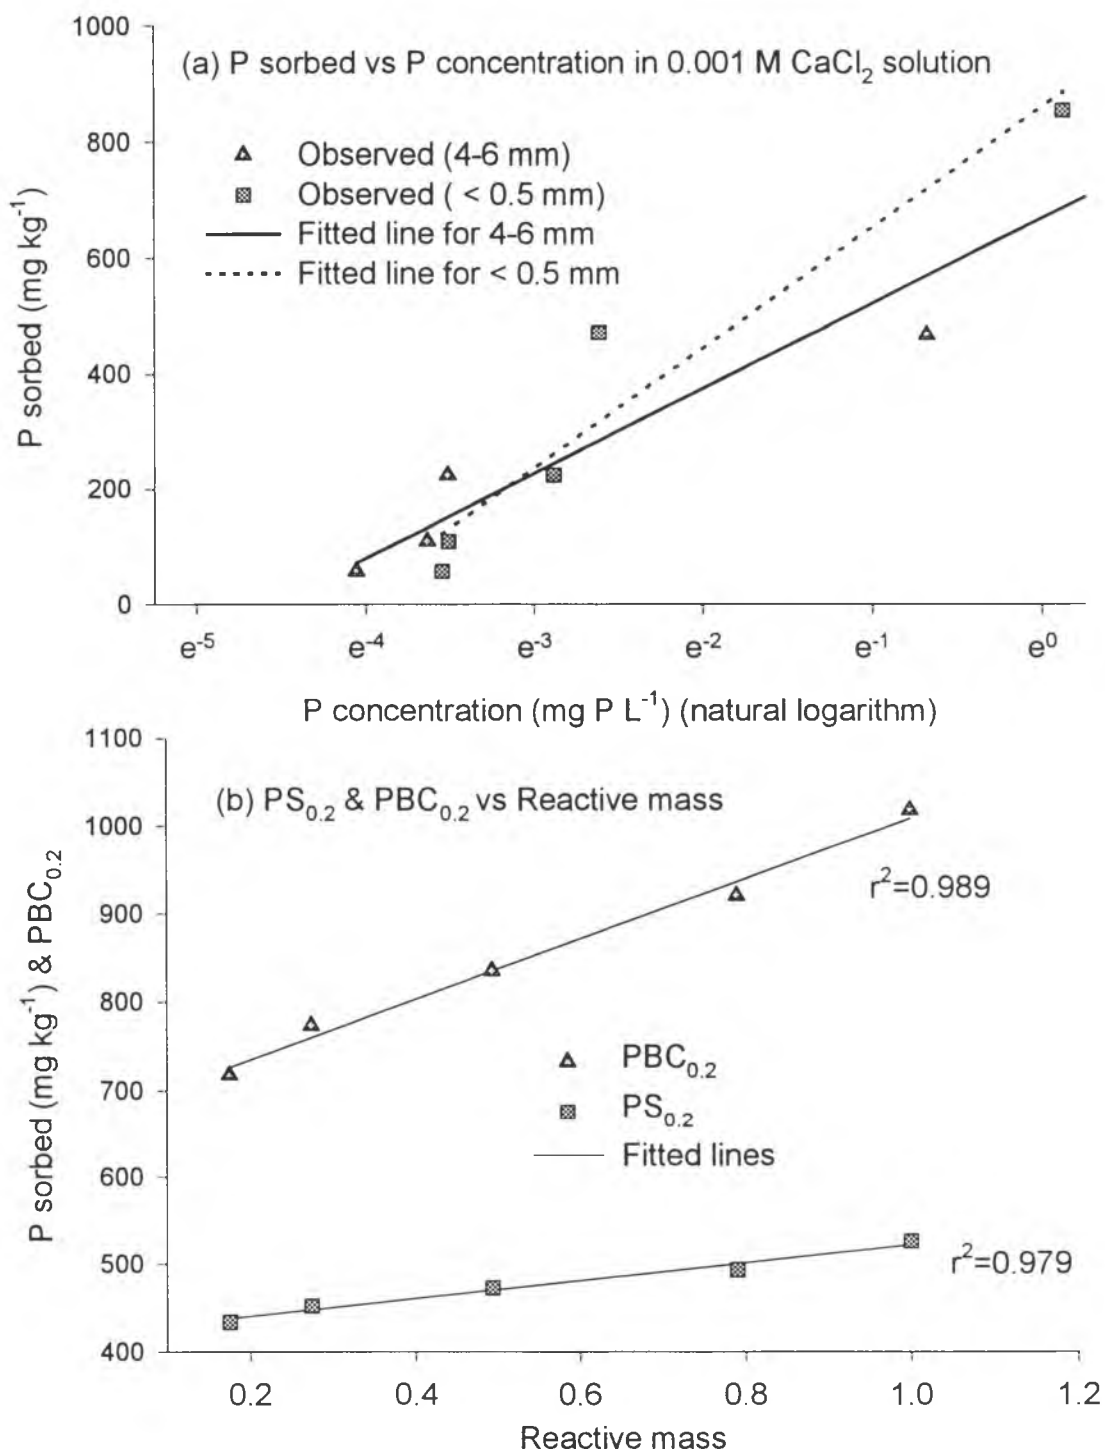 1000
(a) P sorbed vs P concentration in 0.001 M CaCl₂ solution
800
Observed (4-6 mm)
Observed ( < 0.5 mm)
Fitted line for 4-6 mm
Fitted line for < 0.5 mm
600
400
200
0
P sorbed (mg kg⁻¹)
e⁻⁵ e⁻⁴ e⁻³ e⁻² e⁻¹ e⁰
P concentration (mg P L⁻¹) (natural logarithm)
1100
(b) PS₀.₂ & PBC₀.₂ vs Reactive mass
1000
r²=0.989
900
800
PBC₀.₂
PS₀.₂
Fitted lines
700
600
500
r²=0.979
400
P sorbed (mg kg⁻¹) & PBC₀.₂
0.2 0.4 0.6 0.8 1.0 1.2
Reactive mass